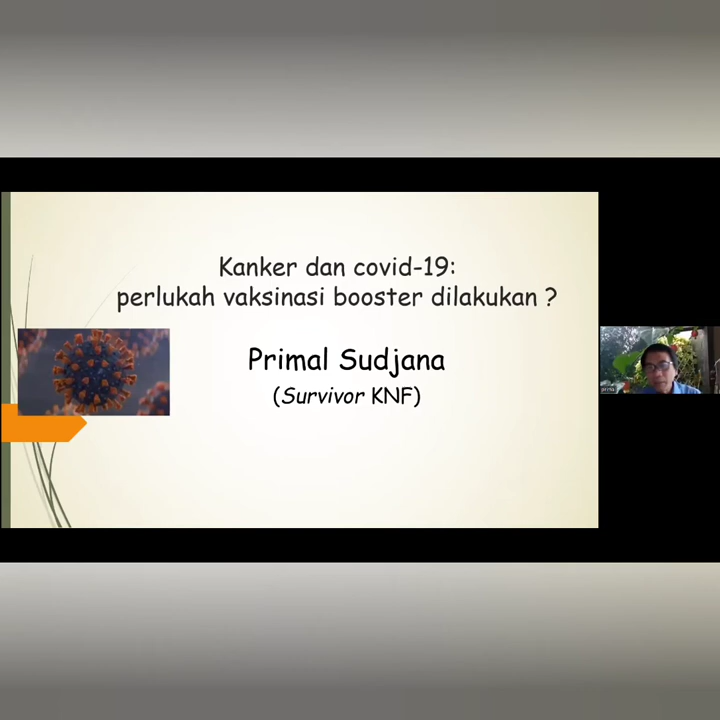 Kanker dan covid-19:
perlukah vaksinasi booster dilakukan ?
Primal Sudjana
(Survivor KNF)